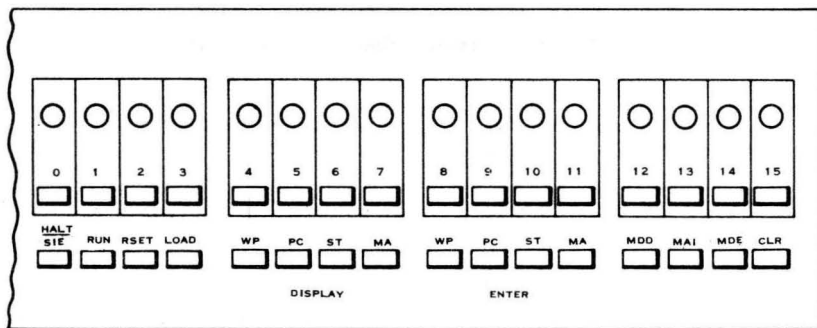 0 1 2 3 4 5 6 7 8 9 10 11 12 13 14 15
HALT
SIE RUN RSET LOAD WP PC ST MA WP PC ST MA MDD MAI MDE CLR
DISPLAY ENTER